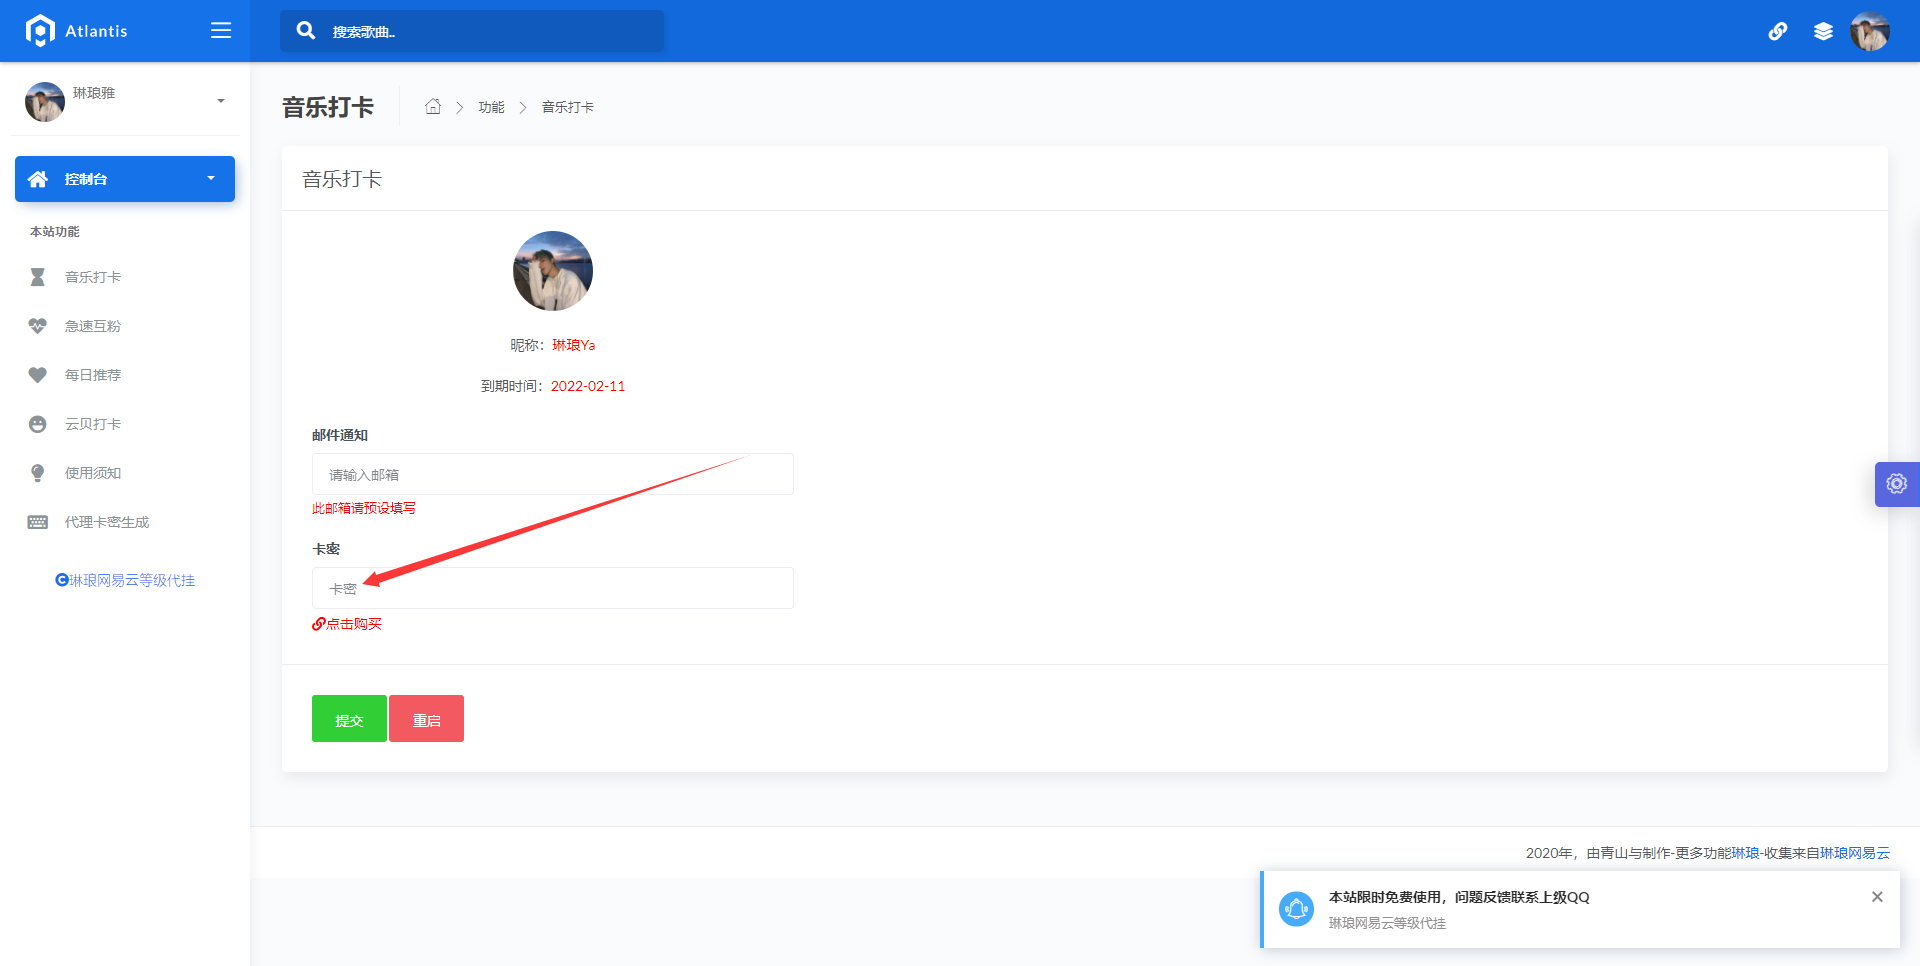 Atlantis
搜索歌曲..
琳琅雅
控制台
本站功能
音乐打卡
急速互粉
每日推荐
云贝打卡
使用须知
代理卡密生成
琳琅网易云等级代挂
音乐打卡
功能
音乐打卡
音乐打卡
昵称：琳琅Ya
到期时间：2022-02-11
邮件通知
请输入邮箱
此邮箱请预设填写
卡密
卡密
点击购买
提交
重启
2020年，由青山与制作-更多功能琳琅-收集来自琳琅网易云
本站限时免费使用，问题反馈联系上级QQ
琳琅网易云等级代挂